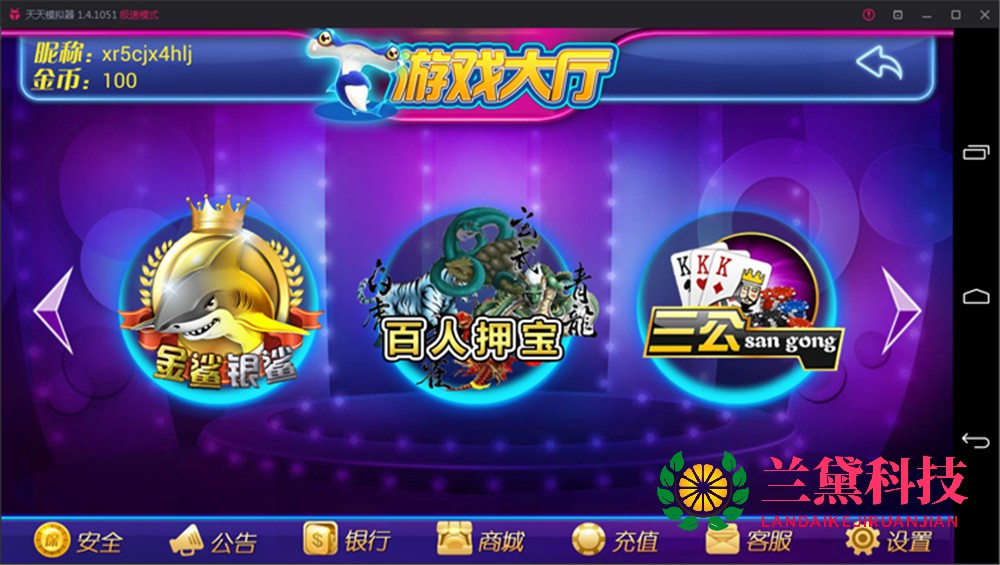 天天模拟器 1.4.1051 极速模式
昵称：xr5cjx4hlj
金币：100
游戏大厅
金鲨银鲨
玄武
白虎
青龍
雀
百人押宝
K K K
三公 san gong
兰黛科技
LANDAIKEJIRUANJIAN
安全
公告
$
银行
商城
充值
客服
设置